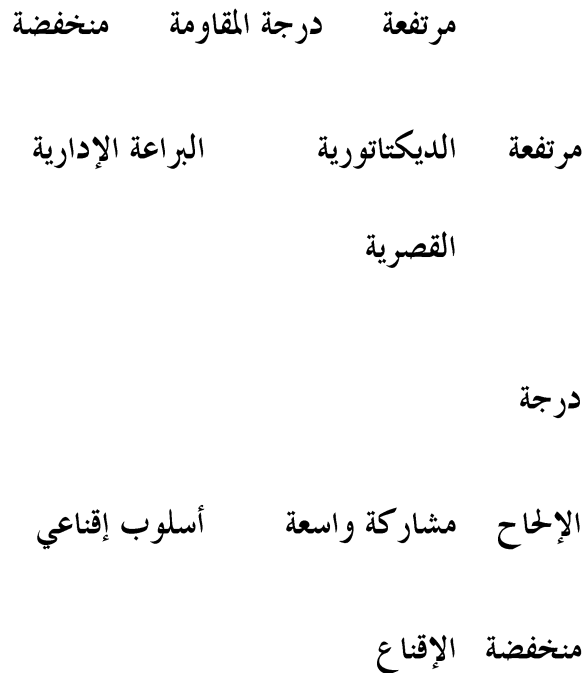 مرتفعة درجة المقاومة منخفضة
مرتفعة الديكتاتورية البراعة الإدارية
القصرية
درجة
الإلحاح مشاركة واسعة أسلوب إقناعي
منخفضة الإقناع